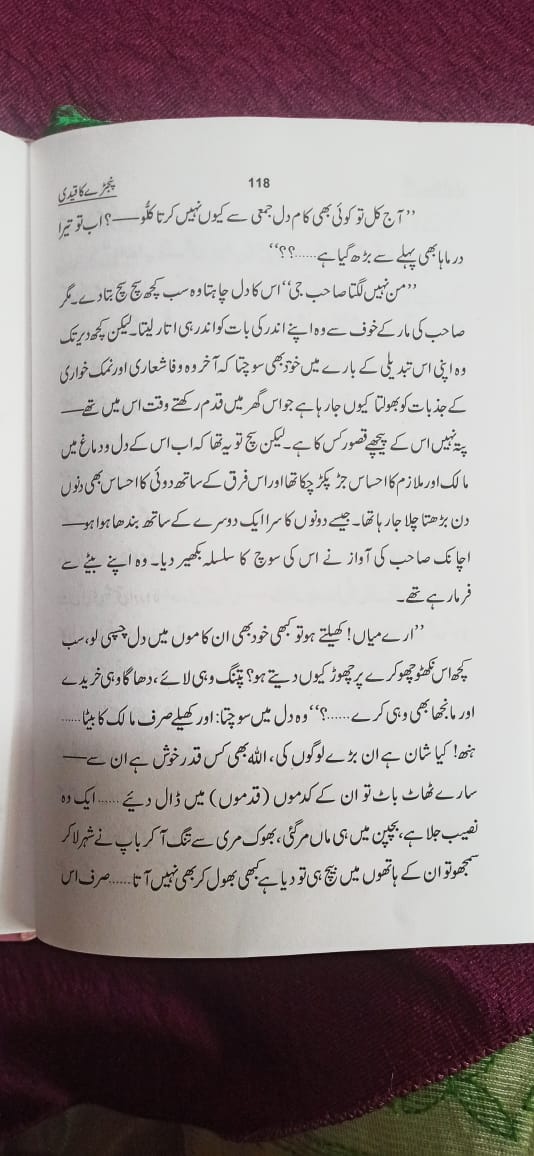 118
پنجرے کا قیدی
’’آج کل تو کوئی بھی کام دل جمعی سے کیوں نہیں کرتا کلُّو——؟ اب تو تیرا
درماہا بھی پہلے سے بڑھ گیا ہے.....؟؟‘‘
’’من نہیں لگتا صاحب جی‘‘ اس کا دل چاہتا وہ سب کچھ سچ سچ بتا دے۔ مگر
صاحب کی مار کے خوف سے وہ اپنے اندر کی بات کو اندر ہی اتار لیتا۔ لیکن کچھ دیر تک
وہ اپنی اس تبدیلی کے بارے میں خود بھی سوچتا کہ آخر وہ وفا شعاری اور نمک خواری
کے جذبات کو بھولتا کیوں جا رہا ہے جو اس گھر میں قدم رکھتے وقت اس میں تھے——
پتہ نہیں اس کے پیچھے قصور کس کا ہے۔ لیکن سچ تو یہ تھا کہ اب اس کے دل و دماغ میں
مالک اور ملازم کا احساس جڑ پکڑ چکا تھا اور اس فرق کے ساتھ دوئی کا احساس بھی دنوں
دن بڑھتا چلا جا رہا تھا۔ جیسے دونوں کا سرا ایک دوسرے کے ساتھ بندھا ہوا ہو——
اچانک صاحب کی آواز نے اس کی سوچ کا سلسلہ بکھیر دیا۔ وہ اپنے بیٹے سے
فرما رہے تھے۔
’’ارے میاں! کھیلتے ہو تو کبھی خود بھی ان کاموں میں دل چسپی لو، سب
کچھ اس نکھٹو چھوکرے پر چھوڑ کیوں دیتے ہو؟ پتنگ وہی لائے، دھاگا وہی خریدے
اور مانجھا بھی وہی کرے......؟‘‘ وہ دل میں سوچتا: اور کھیلے صرف مالک کا بیٹا......
ہنھ! کیا شان ہے ان بڑے لوگوں کی، اللہ بھی کس قدر خوش ہے ان سے——
سارے ٹھاٹ باٹ تو ان کے کدموں (قدموں) میں ڈال دئیے ...... ایک وہ
نصیب جلا ہے، بچپن میں ہی ماں مر گئی، بھوک مری سے تنگ آ کر باپ نے شہر لا کر
سمجھو تو ان کے ہاتھوں میں بیچ ہی تو دیا ہے کبھی بھول کر بھی نہیں آتا......صرف اس